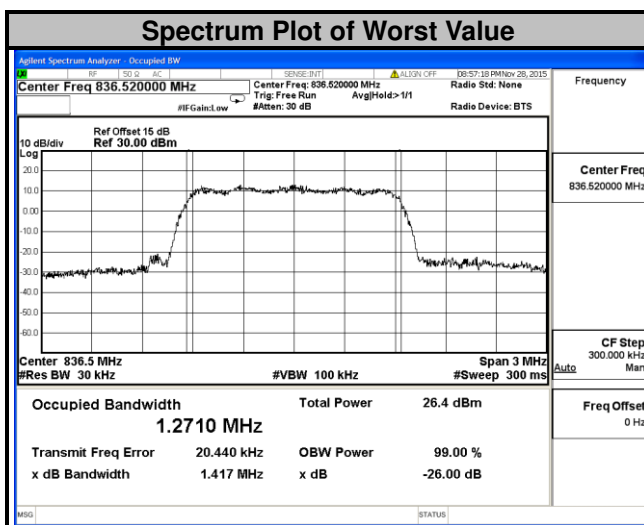 Spectrum Plot of Worst Value
Agilent Spectrum Analyzer - Occupied BW
RF 50 Ω AC SENSE:INT ALIGN OFF 08:57:18 PM Nov 28, 2015
Center Freq 836.520000 MHz
Center Freq: 836.520000 MHz
Radio Std: None
Trig: Free Run Avg|Hold:>1/1
#IFGain:Low #Atten: 30 dB Radio Device: BTS
Frequency
Ref Offset 15 dB
10 dB/div Ref 30.00 dBm
Log
20.0
10.0
0.00
-10.0
-20.0
-30.0
-40.0
-50.0
-60.0
Center Freq
836.520000 MHz
Center 836.5 MHz Span 3 MHz
#Res BW 30 kHz #VBW 100 kHz #Sweep 300 ms
CF Step
300.000 kHz
Auto Man
Occupied Bandwidth Total Power 26.4 dBm
1.2710 MHz
Transmit Freq Error 20.440 kHz OBW Power 99.00 %
x dB Bandwidth 1.417 MHz x dB -26.00 dB
Freq Offset
0 Hz
MSG STATUS